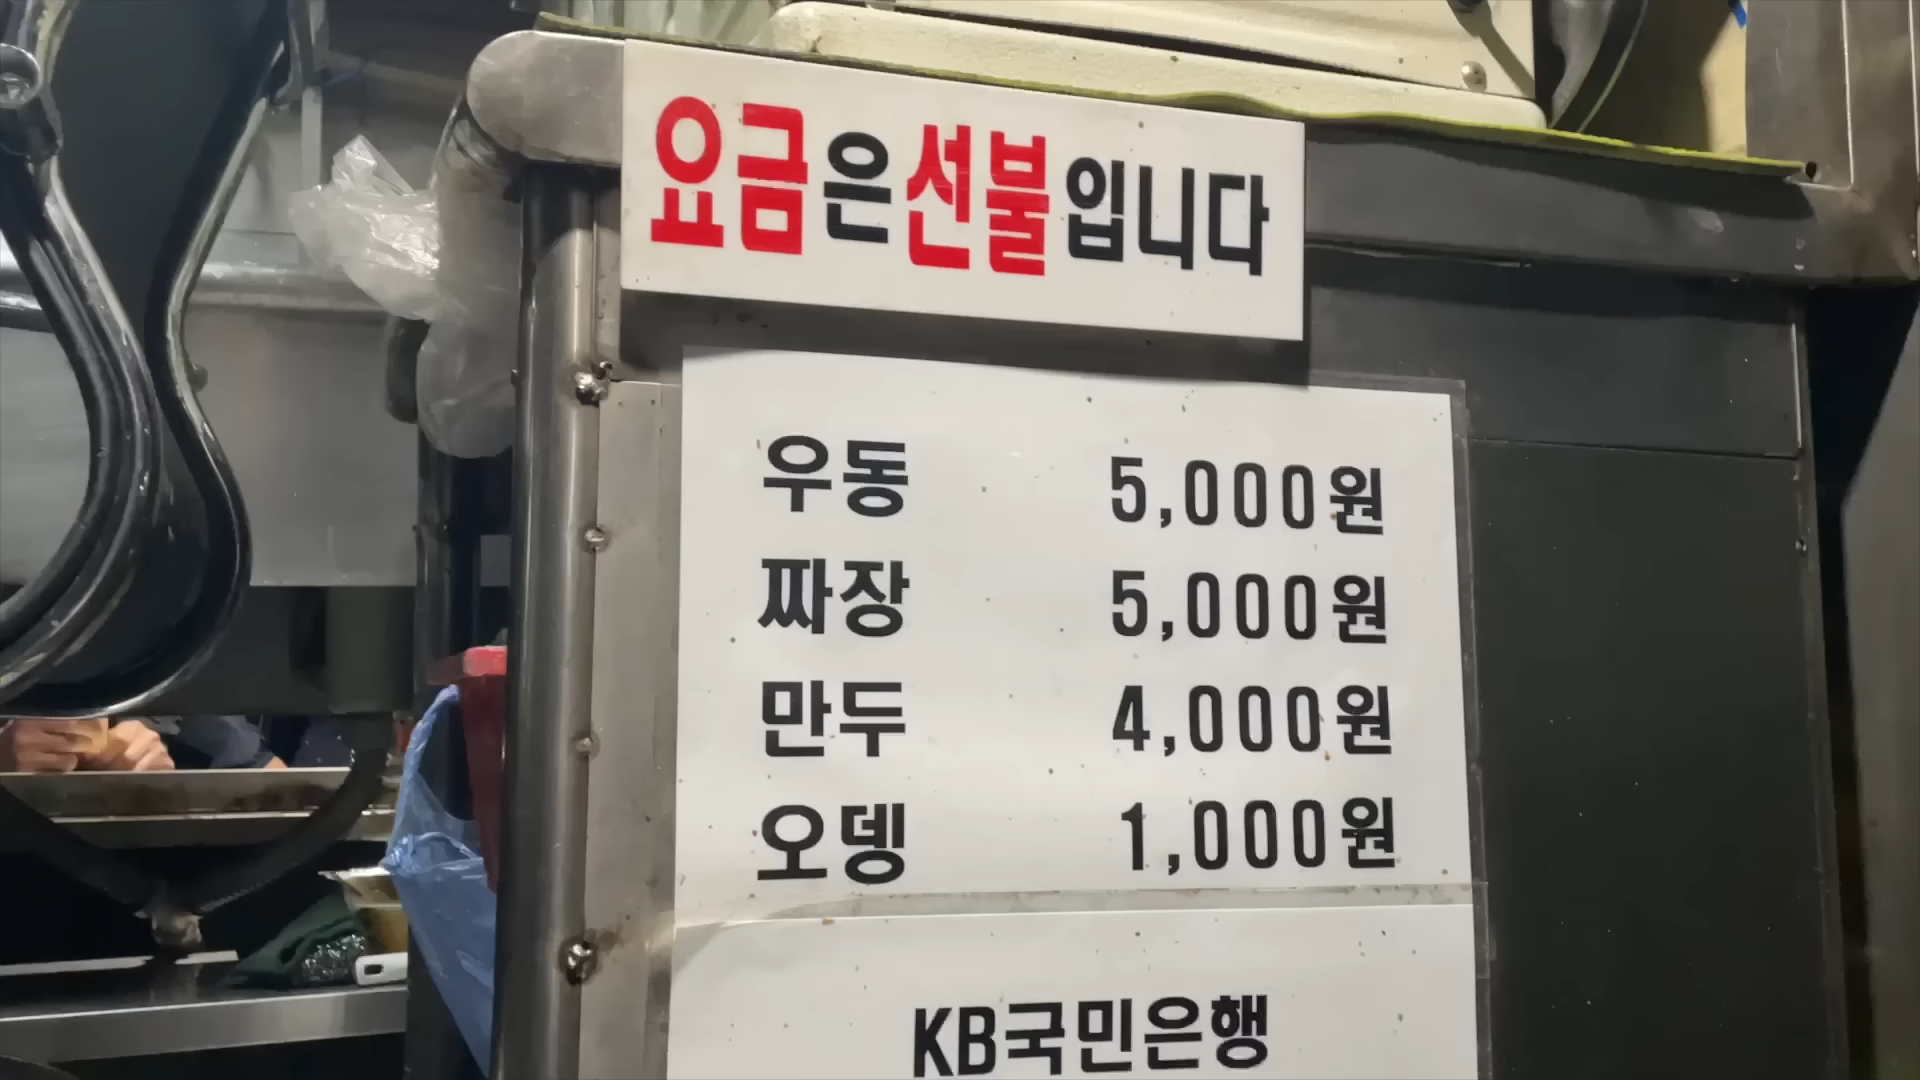 요금은선불입니다
우동 5,000원
짜장 5,000원
만두 4,000원
오뎅 1,000원
KB국민은행